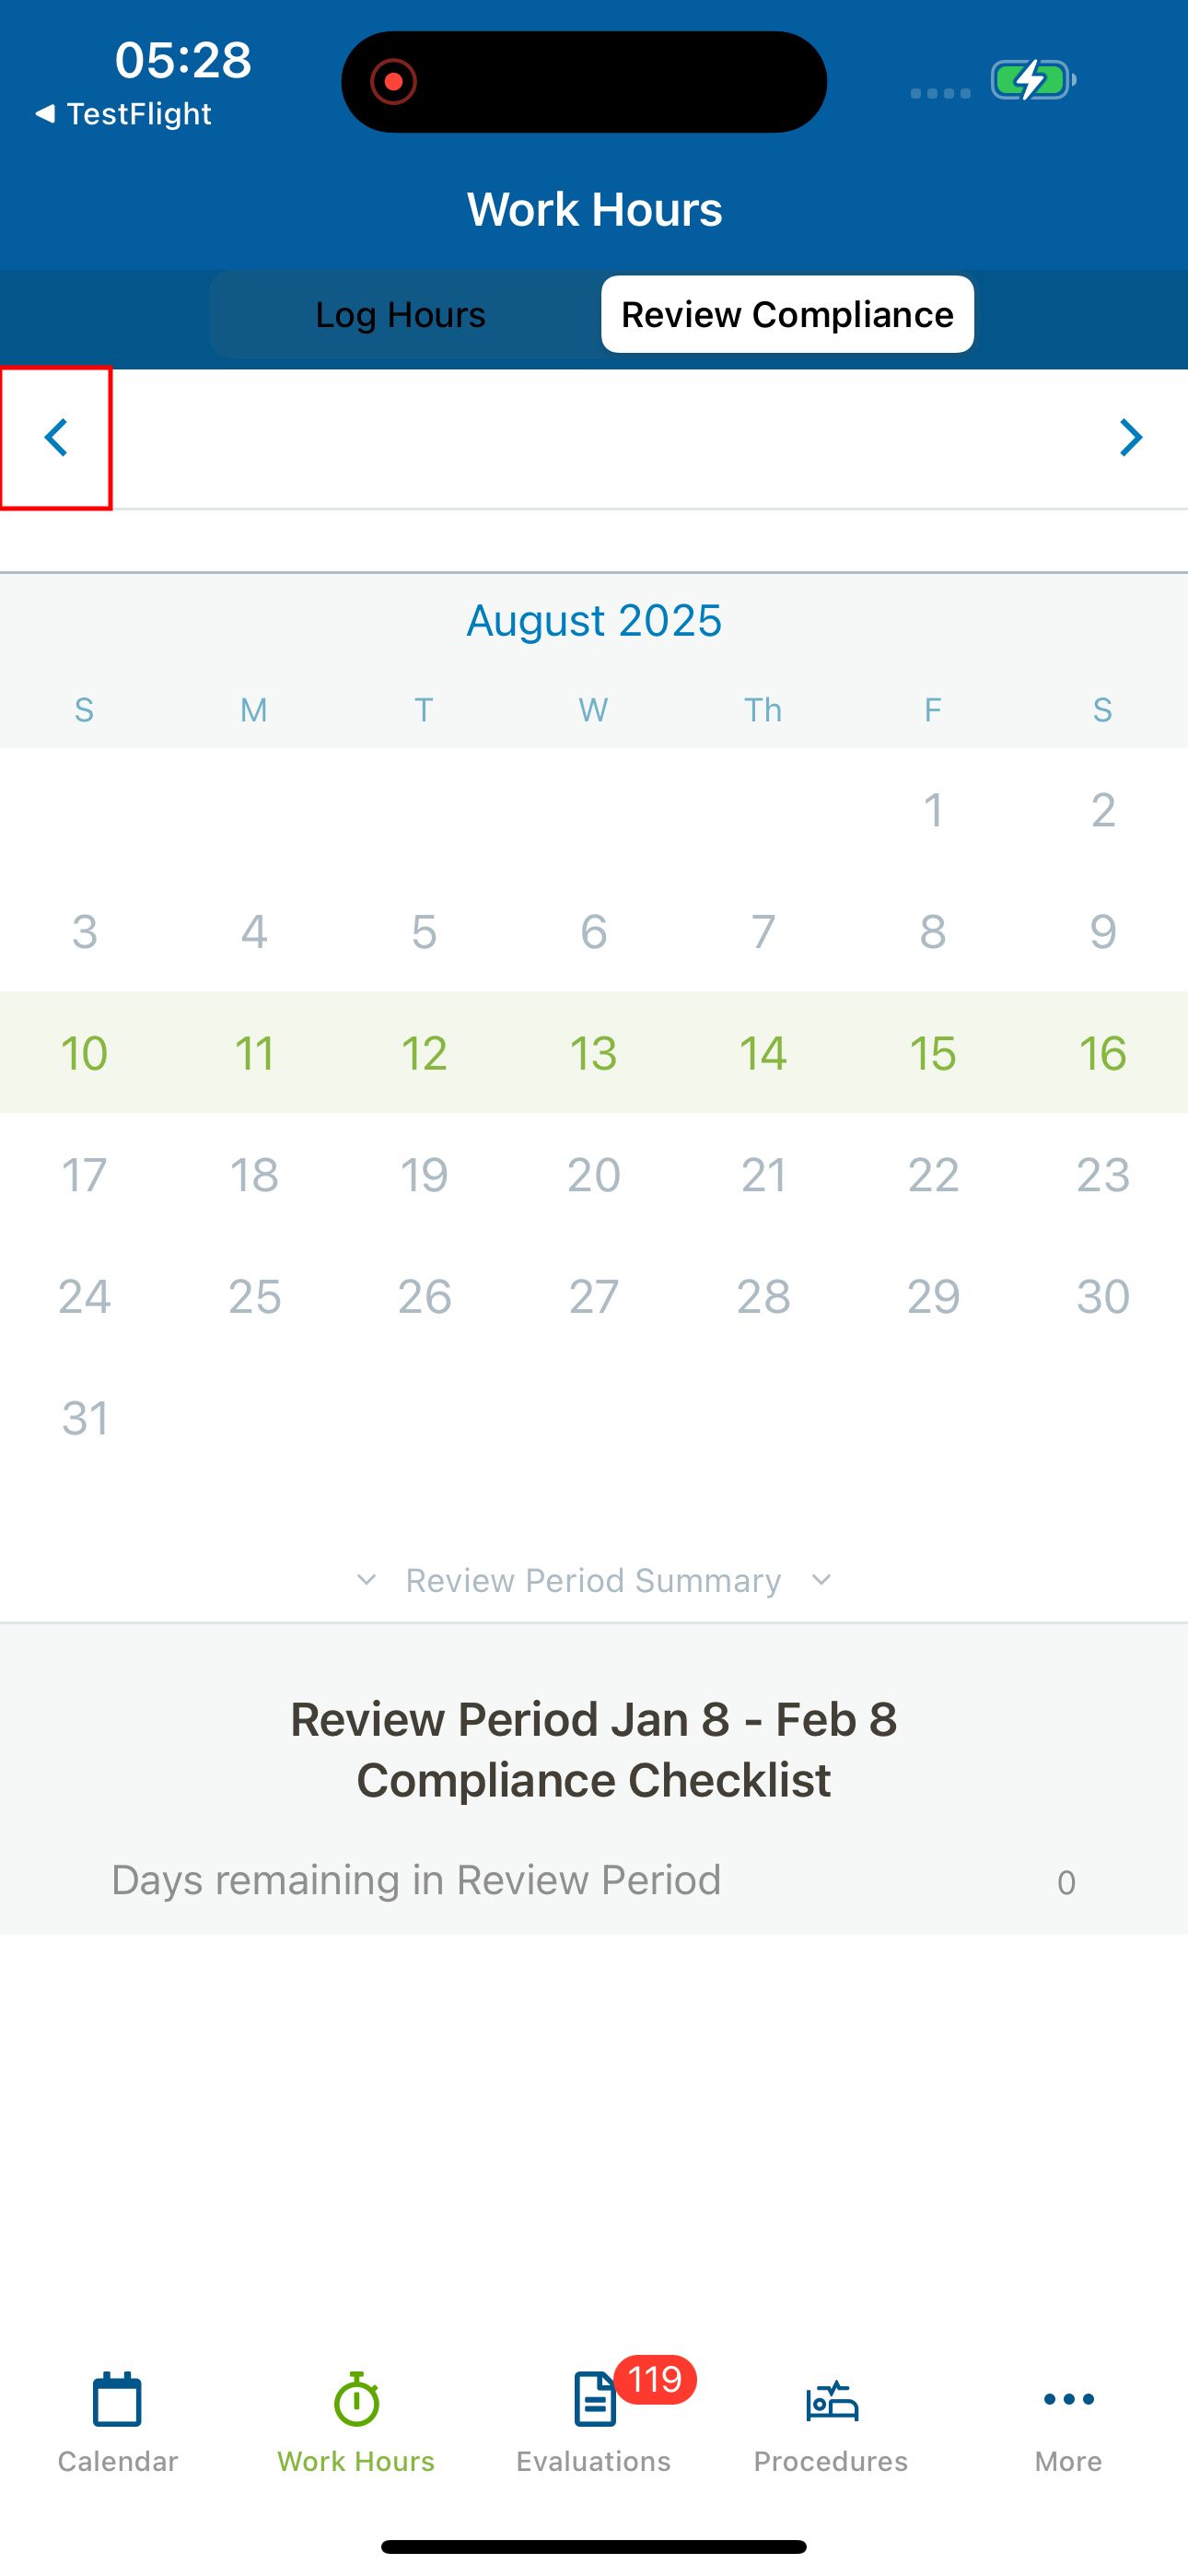 05:28
TestFlight
Work Hours
Log Hours Review Compliance
August 2025
S M T W Th F S
1 2
3 4 5 6 7 8 9
10 11 12 13 14 15 16
17 18 19 20 21 22 23
24 25 26 27 28 29 30
31
Review Period Summary
Review Period Jan 8 - Feb 8
Compliance Checklist
Days remaining in Review Period 0
119
Calendar Work Hours Evaluations Procedures More